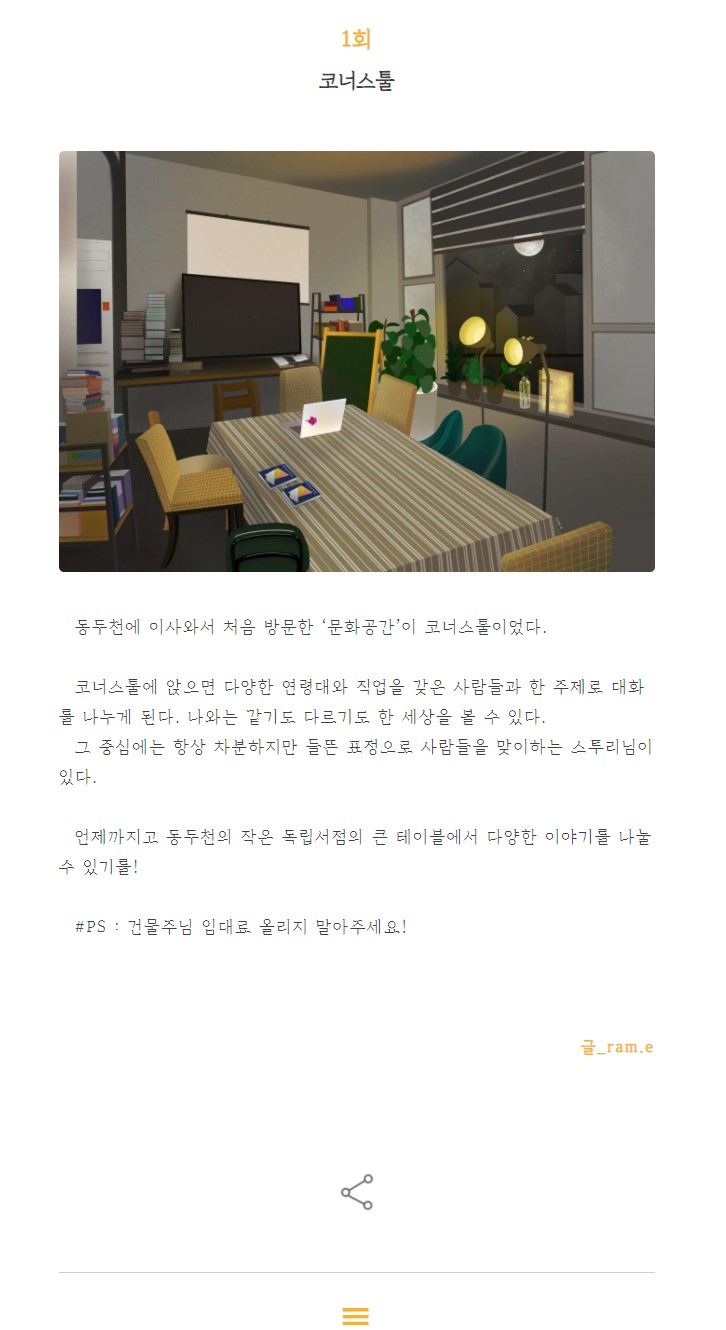 1회
코너스툴
동두천에 이사와서 처음 방문한 ‘문화공간’이 코너스툴이었다.
코너스툴에 앉으면 다양한 연령대와 직업을 갖은 사람들과 한 주제로 대화
를 나누게 된다. 나와는 같기도 다르기도 한 세상을 볼 수 있다.
그 중심에는 항상 차분하지만 들뜬 표정으로 사람들을 맞이하는 스투리님이
있다.
언제까지고 동두천의 작은 독립서점의 큰 테이블에서 다양한 이야기를 나눌
수 있기를!
#PS : 건물주님 임대료 올리지 말아주세요!
글_ram.e